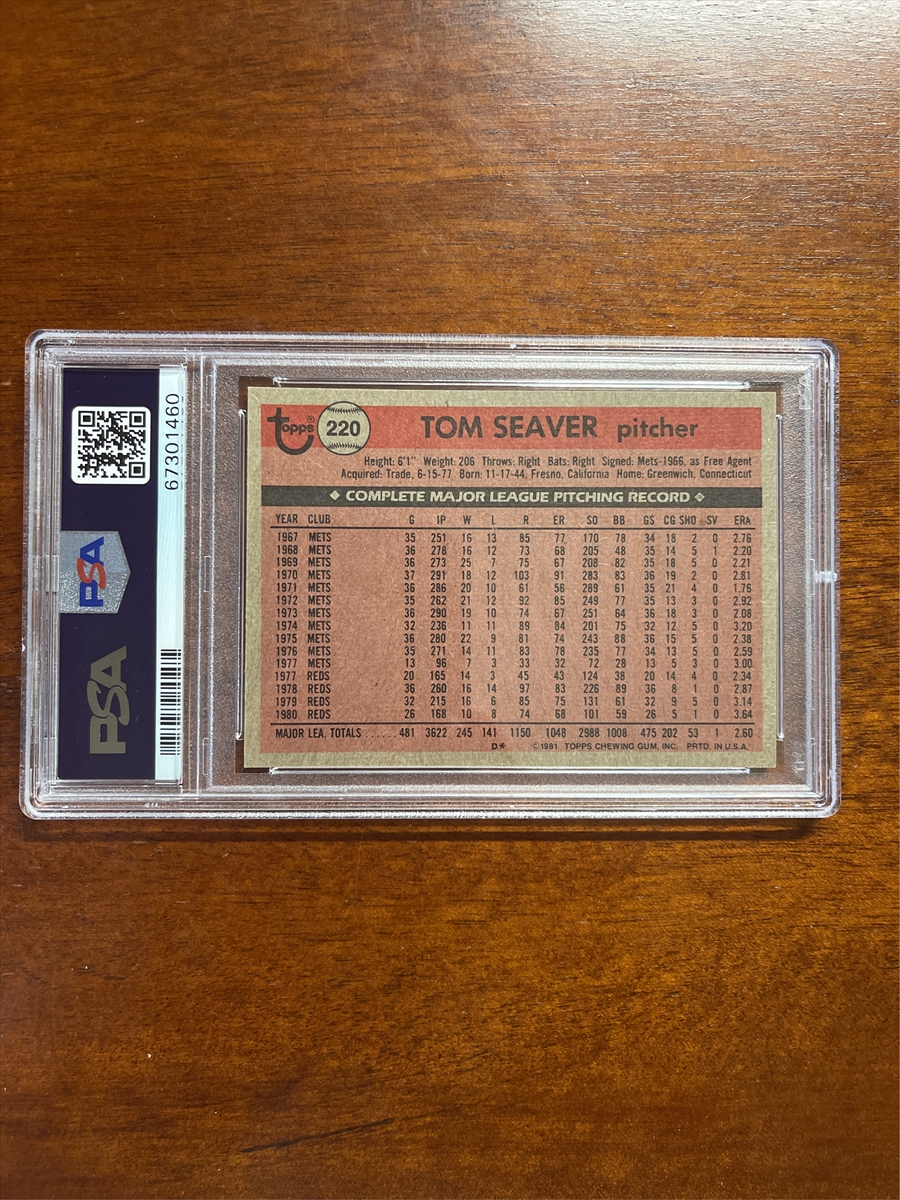 67301460
PSA
PSA
topps® 220 TOM SEAVER pitcher
Height: 6'1" Weight: 206 Throws: Right Bats: Right Signed: Mets-1966, as Free Agent
Acquired: Trade, 6-15-77 Born: 11-17-44, Fresno, California Home: Greenwich, Connecticut
◆ COMPLETE MAJOR LEAGUE PITCHING RECORD ◆
YEAR CLUB G IP W L R ER SO BB GS CG SHO SV ERA
1967 METS 35 251 16 13 85 77 170 78 34 18 2 0 2.76
1968 METS 36 278 16 12 73 68 205 48 35 14 5 1 2.20
1969 METS 36 273 25 7 75 67 208 82 35 18 5 0 2.21
1970 METS 37 291 18 12 103 91 283 83 36 19 2 0 2.81
1971 METS 36 286 20 10 61 56 289 61 35 21 4 0 1.76
1972 METS 35 262 21 12 92 85 249 77 35 13 3 0 2.92
1973 METS 36 290 19 10 74 67 251 64 36 18 3 0 2.08
1974 METS 32 236 11 11 89 84 201 75 32 12 5 0 3.20
1975 METS 36 280 22 9 81 74 243 88 36 15 5 0 2.38
1976 METS 35 271 14 11 83 78 235 77 34 13 5 0 2.59
1977 METS 13 96 7 3 33 32 72 28 13 5 3 0 3.00
1977 REDS 20 165 14 3 45 43 124 38 20 14 4 0 2.34
1978 REDS 36 260 16 14 97 83 226 89 36 8 1 0 2.87
1979 REDS 32 215 16 6 85 75 131 61 32 9 5 0 3.14
1980 REDS 26 168 10 8 74 68 101 59 26 5 1 0 3.64
MAJOR LEA. TOTALS ...... 481 3622 245 141 1150 1048 2988 1008 475 202 53 1 2.60
D* ©1981 TOPPS CHEWING GUM, INC. PRTD. IN U.S.A.